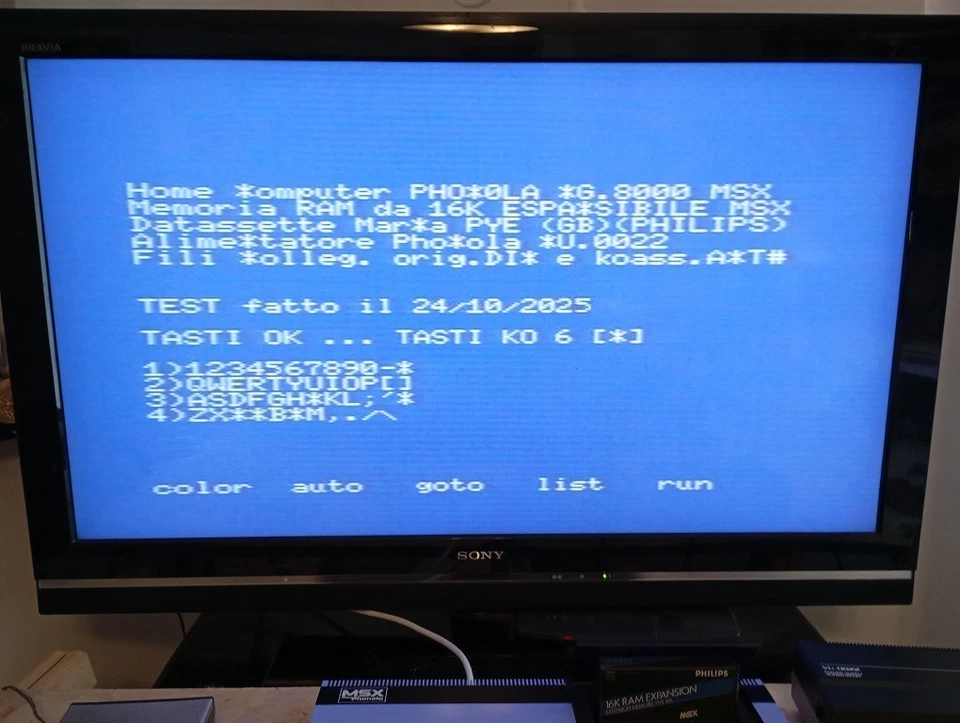 BRAVIA
Home *omputer PHO*0LA *G.8000 MSX
Memoria RAM da 16K ESPA*SIBILE MSX
Datassette Mar*a PYE (GB)(PHILIPS)
Alime*tatore Pho*ola *U.0022
Fili *olleg. orig.DI* e koass.A*T#
TEST fatto il 24/10/2025
TASTI OK ... TASTI KO 6 [*]
1)1234567890-*
2)QWERTYUIOP[]
3)ASDFGH*KL;'*
4)ZX**B*M,./^
color auto goto list run
SONY
PHILIPS
16K RAM EXPANSION
MSX
MSX
Phonola